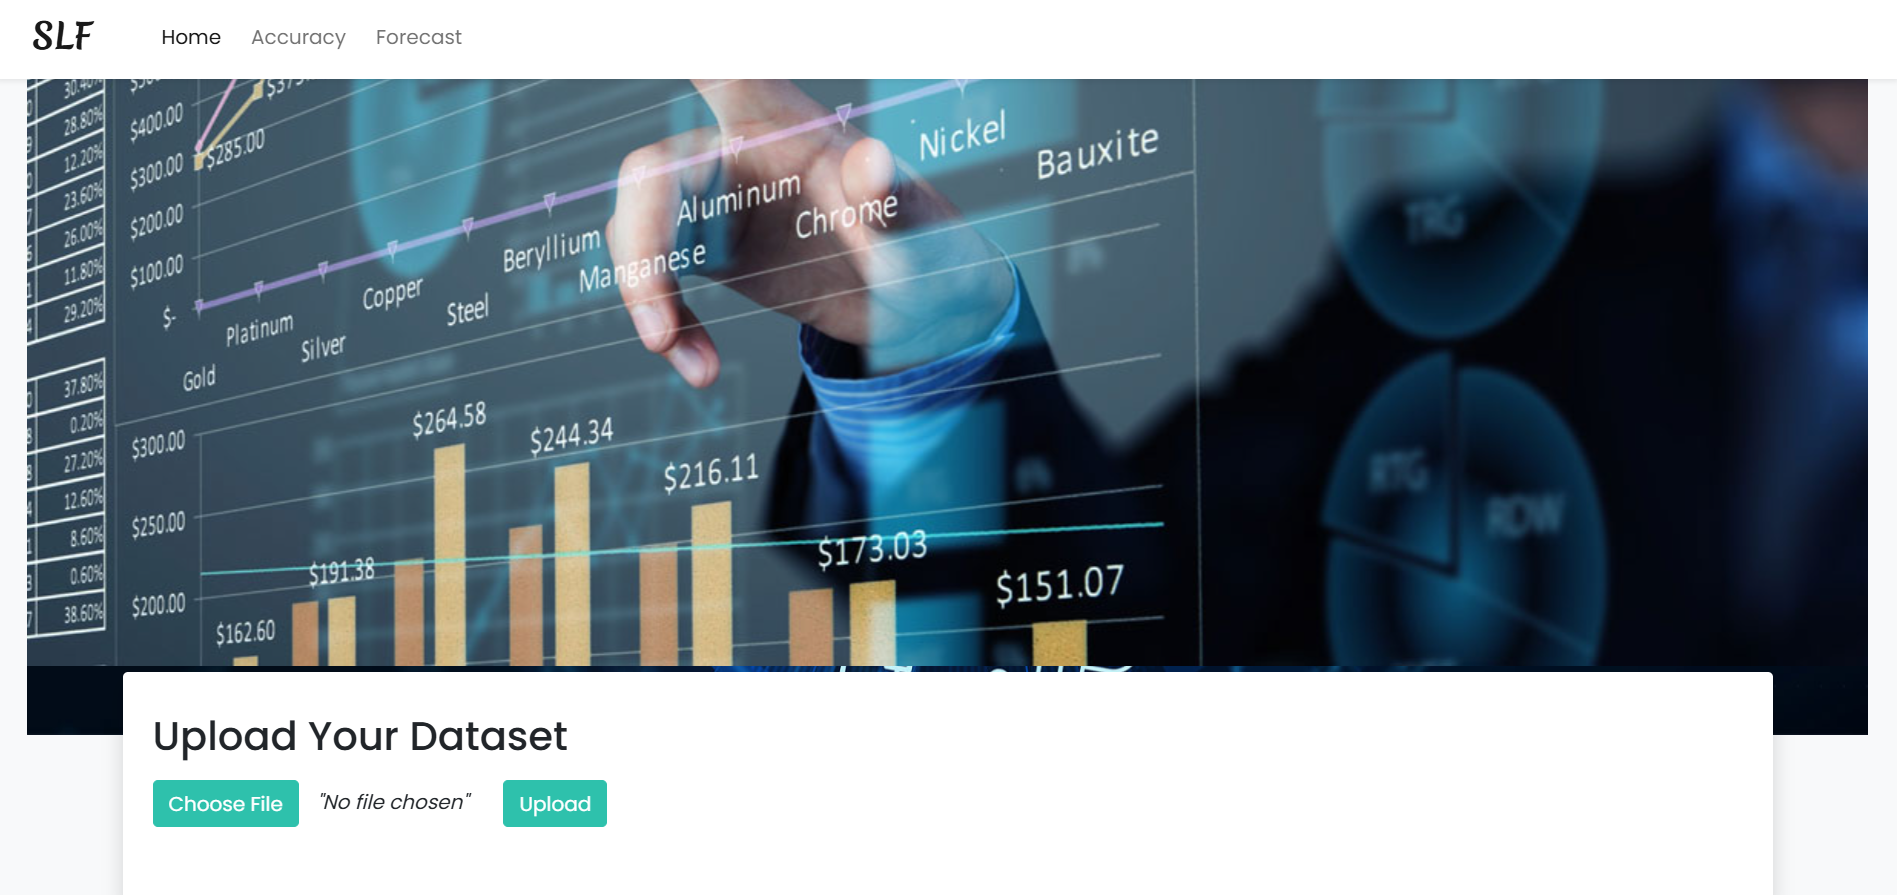 SLF
Home Accuracy Forecast
28.80%
12.20%
23.60%
26.00%
11.80%
29.20%
$400.00
$300.00
$200.00
$100.00
$-
$285.00
Gold
Platinum
Silver
Copper
Steel
Beryllium
Manganese
Aluminum
Chrome
Nickel
Bauxite
TRG
37.80%
0.20%
27.20%
12.60%
8.60%
0.60%
38.60%
$300.00
$250.00
$200.00
$162.60
$191.38
$264.58
$244.34
$216.11
$173.03
$151.07
RTG
ROW
Upload Your Dataset
Choose File "No file chosen" Upload